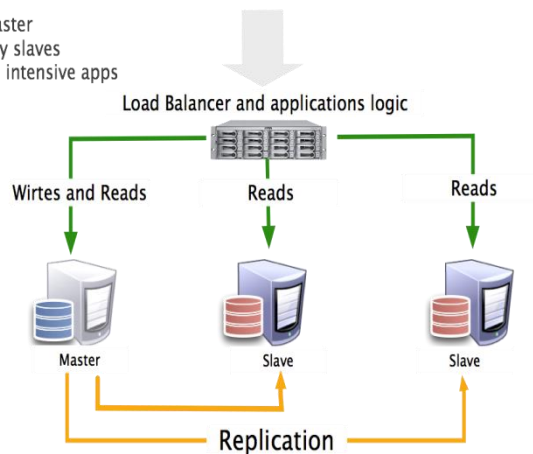 aster
y slaves
intensive apps
Load Balancer and applications logic
Wirtes and Reads
Reads
Reads
Master
Slave
Slave
Replication